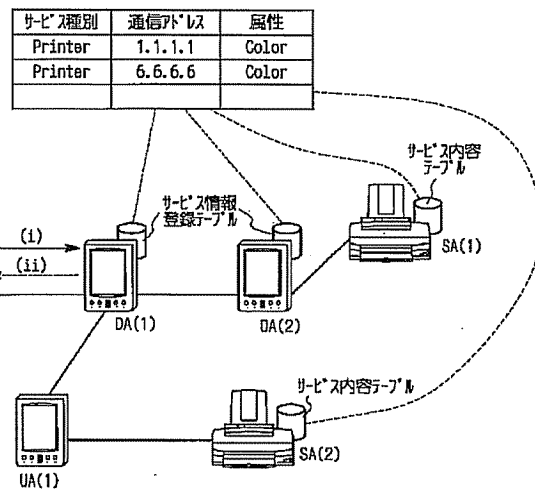 サービス種別 通信アドレス 属性
Printer 1.1.1.1 Color
Printer 6.6.6.6 Color
サービス内容
テーブル
サービス情報
登録テーブル
(i)
(ii)
SA(1)
DA(1)
DA(2)
サービス内容テーブル
SA(2)
UA(1)